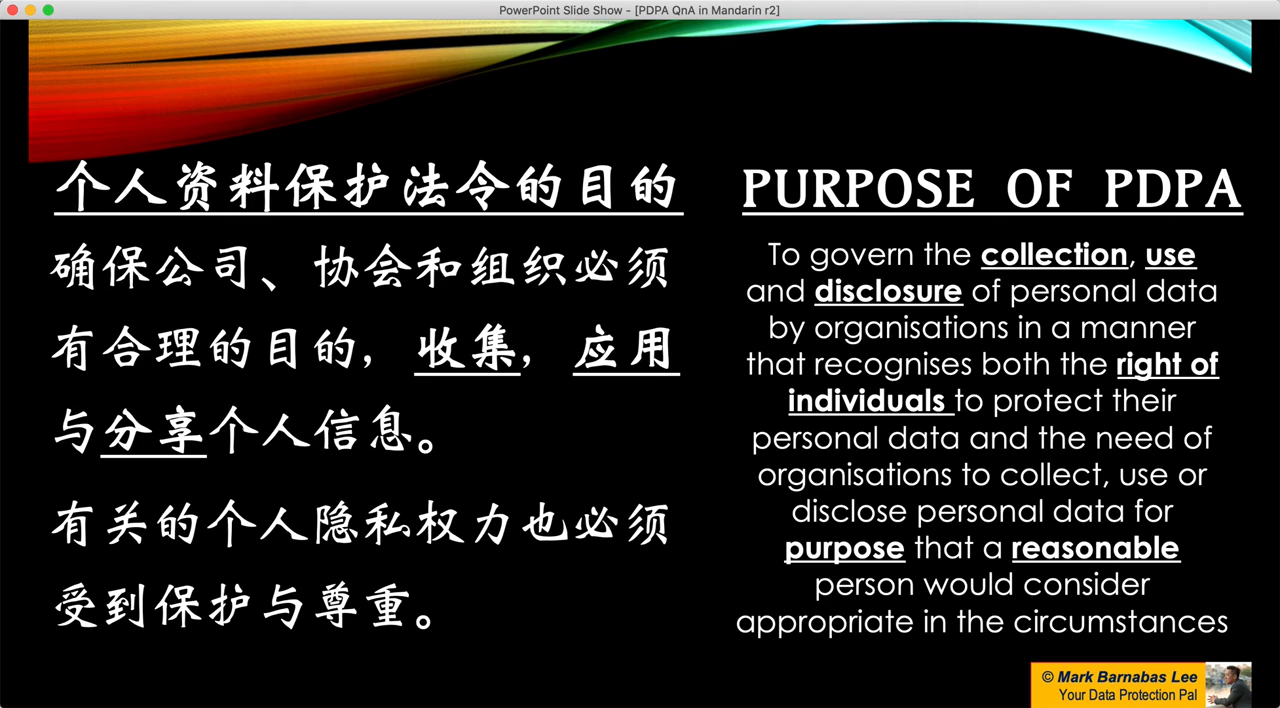 PowerPoint Slide Show - [PDPA QnA in Mandarin r2]
个人资料保护法令的目的
确保公司、协会和组织必须
有合理的目的，收集，应用
与分享个人信息。
有关的个人隐私权力也必须
受到保护与尊重。
PURPOSE OF PDPA
To govern the collection, use
and disclosure of personal data
by organisations in a manner
that recognises both the right of
individuals to protect their
personal data and the need of
organisations to collect, use or
disclose personal data for
purpose that a reasonable
person would consider
appropriate in the circumstances
© Mark Barnabas Lee
Your Data Protection Pal